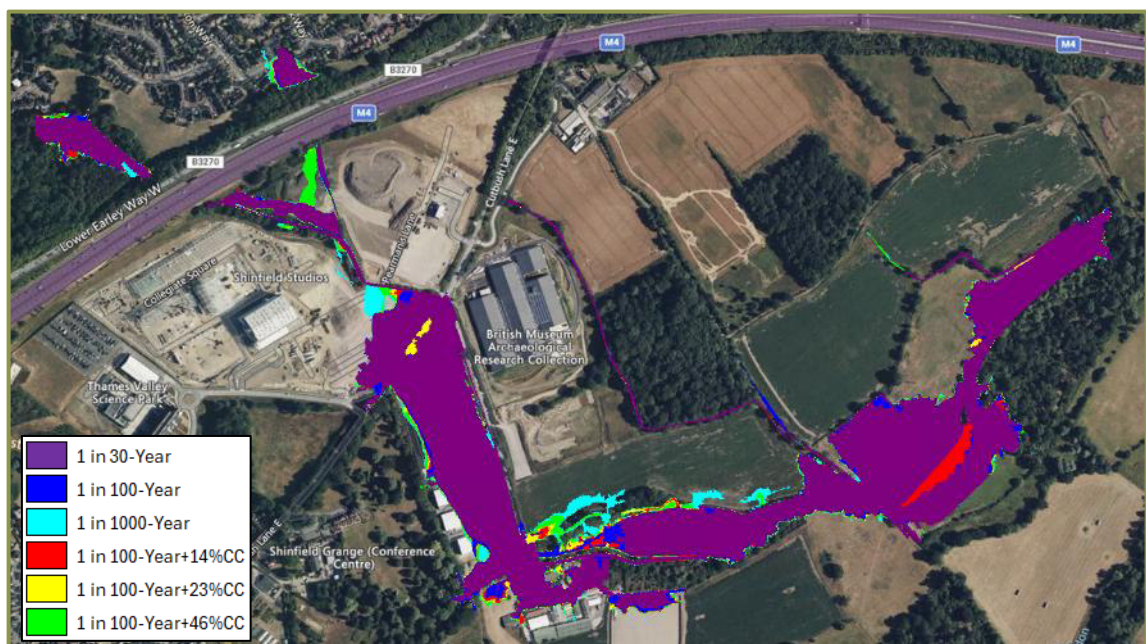 M4
M4
B3270
M4
B3270
Lower Earley Way W
Cutbush Lane E
Pearmans Lane
Collegiate Square
Shinfield Studios
British Museum
Archaeological
Research Collection
Thames Valley
Science Park
Shinfield Grange (Conference
Centre)
1 in 30-Year
1 in 100-Year
1 in 1000-Year
1 in 100-Year+14%CC
1 in 100-Year+23%CC
1 in 100-Year+46%CC